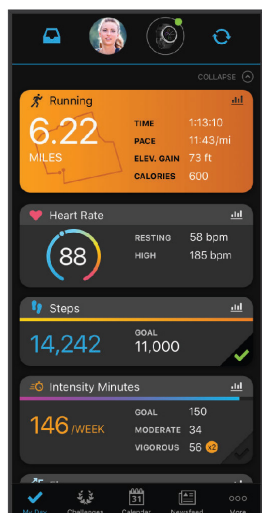 COLLAPSE
Running
6.22
MILES
TIME 1:13:10
PACE 11:43/mi
ELEV. GAIN 73 ft
CALORIES 600
Heart Rate
88
RESTING 58 bpm
HIGH 185 bpm
Steps
14,242
GOAL
11,000
Intensity Minutes
146 /WEEK
GOAL 150
MODERATE 34
VIGOROUS 56 x2
31
My Day Challenges Calendar Newsfeed More